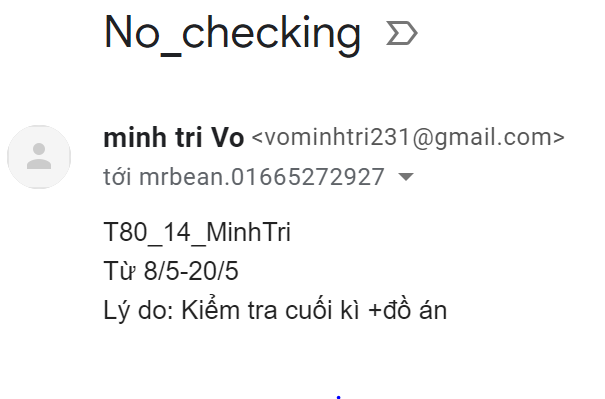 No_checking
minh tri Vo <vominhtri231@gmail.com>
tới mrbean.01665272927
T80_14_MinhTri
Từ 8/5-20/5
Lý do: Kiểm tra cuối kì +đồ án